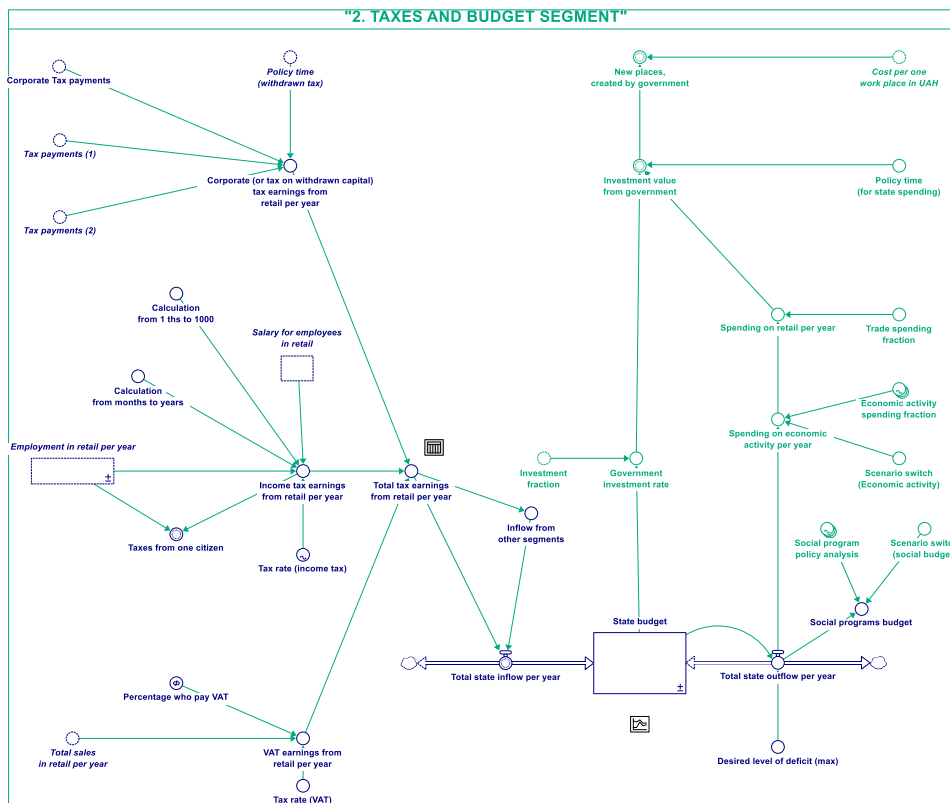 "2. TAXES AND BUDGET SEGMENT"
Corporate Tax payments
Policy time
(withdrawn tax)
New places,
created by government
Cost per one
work place in UAH
Tax payments (1)
Corporate (or tax on withdrawn capital)
tax earnings from
retail per year
Investment value
from government
Policy time
(for state spending)
Tax payments (2)
Calculation
from 1 ths to 1000
Salary for employees
in retail
Spending on retail per year
Trade spending
fraction
Calculation
from months to years
Economic activity
spending fraction
Spending on economic
activity per year
Employment in retail per year
±
Income tax earnings
from retail per year
Total tax earnings
from retail per year
Investment
fraction
Government
investment rate
Scenario switch
(Economic activity)
Taxes from one citizen
Inflow from
other segments
Social program
policy analysis
Scenario switc
(social budge
Tax rate (income tax)
State budget
±
Social programs budget
Total state inflow per year
Total state outflow per year
Percentage who pay VAT
Total sales
in retail per year
VAT earnings from
retail per year
Desired level of deficit (max)
Tax rate (VAT)